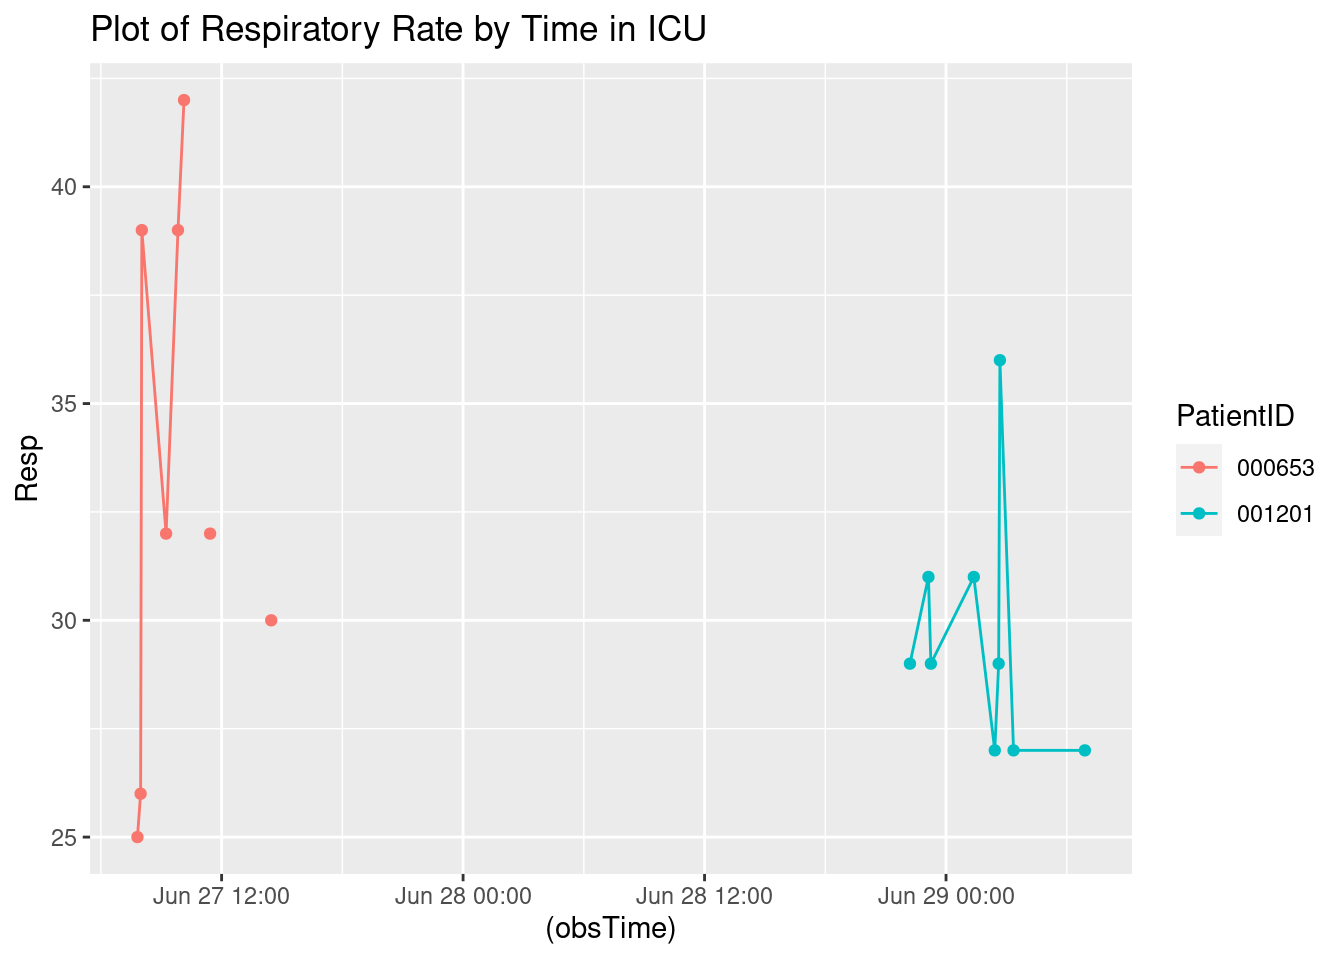 Plot of Respiratory Rate by Time in ICU
40
35
30
25
Resp
Jun 27 12:00
Jun 28 00:00
Jun 28 12:00
Jun 29 00:00
(obsTime)
PatientID
000653
001201